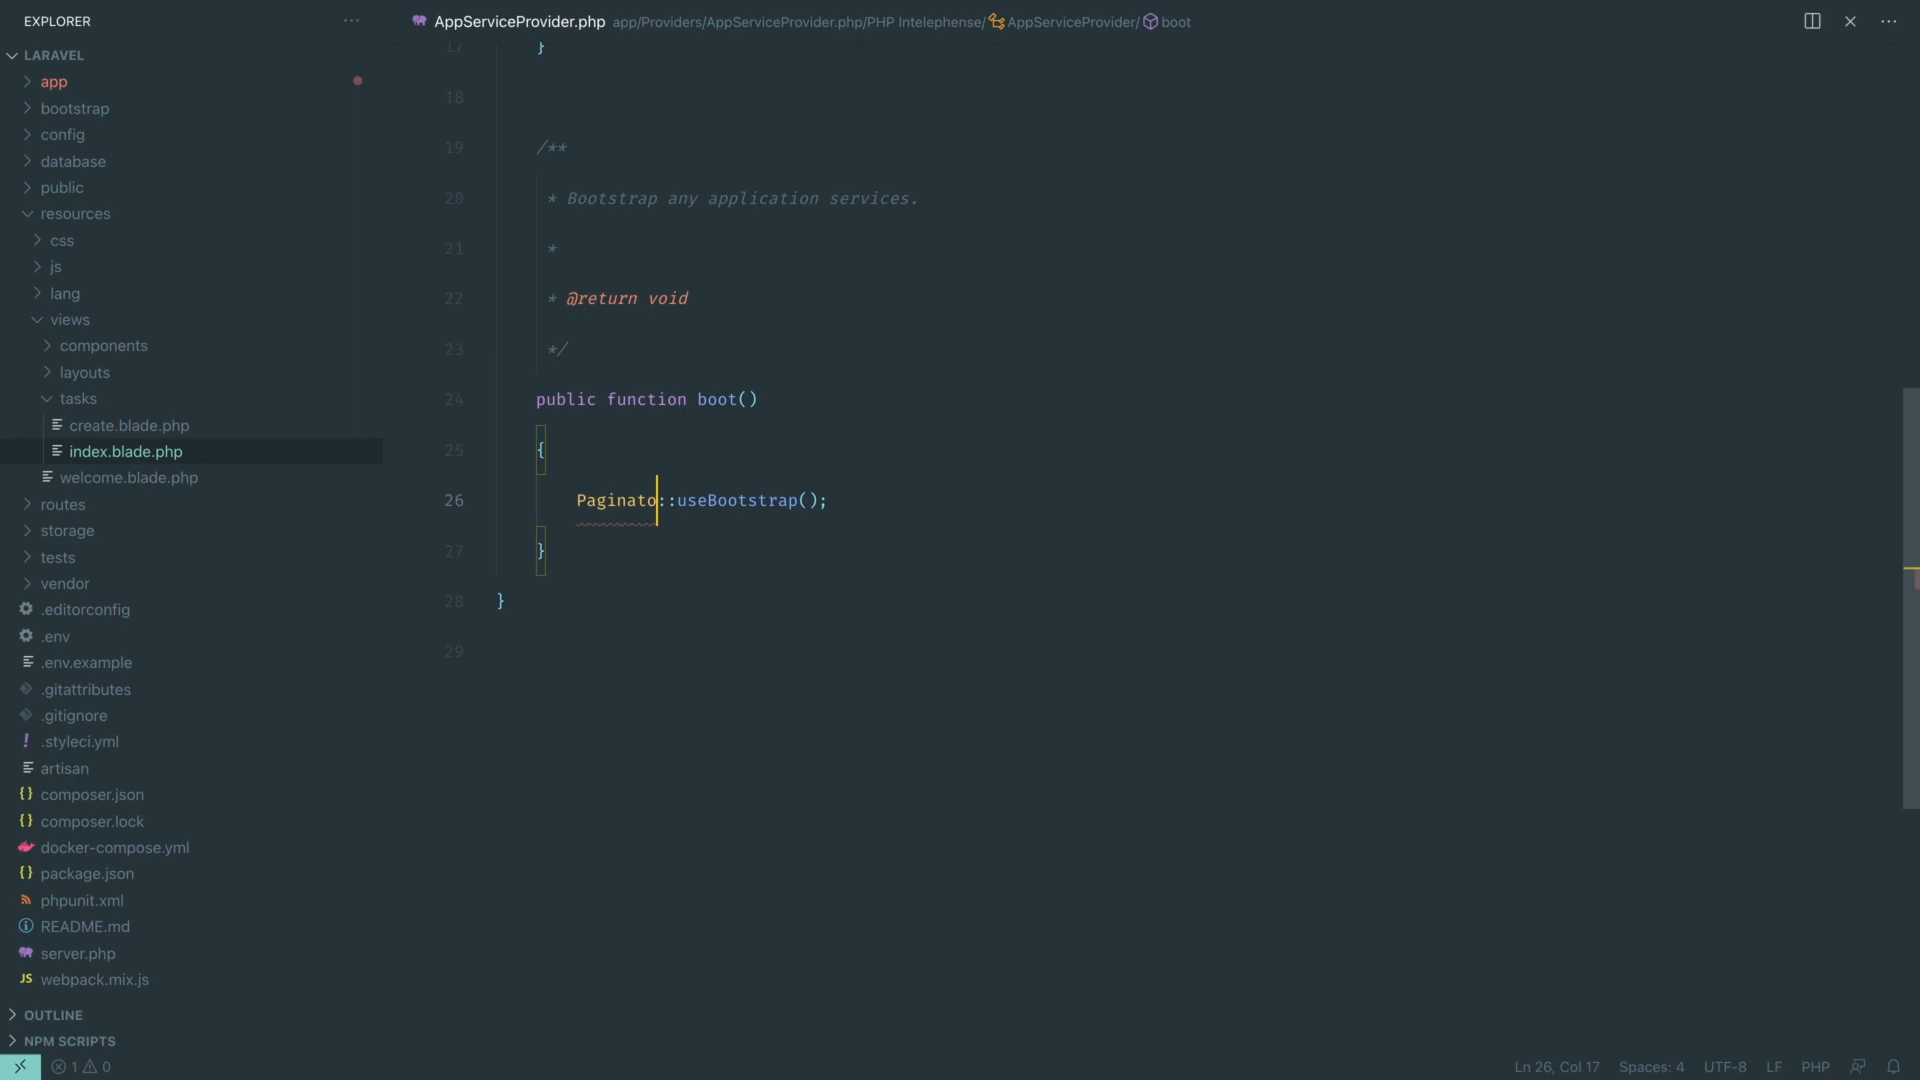 EXPLORER
LARAVEL
app
bootstrap
config
database
public
resources
css
js
lang
views
components
layouts
tasks
create.blade.php
index.blade.php
welcome.blade.php
routes
storage
tests
vendor
.editorconfig
.env
.env.example
.gitattributes
.gitignore
.styleci.yml
artisan
composer.json
composer.lock
docker-compose.yml
package.json
phpunit.xml
README.md
server.php
JS webpack.mix.js
OUTLINE
NPM SCRIPTS
1 0
AppServiceProvider.php app/Providers/AppServiceProvider.php/PHP Intelephense/ AppServiceProvider/ boot
17 }
18
19 /**
20 * Bootstrap any application services.
21 *
22 * @return void
23 */
24 public function boot()
25 {
26 Paginato::useBootstrap();
27 }
28 }
29
Ln 26, Col 17 Spaces: 4 UTF-8 LF PHP